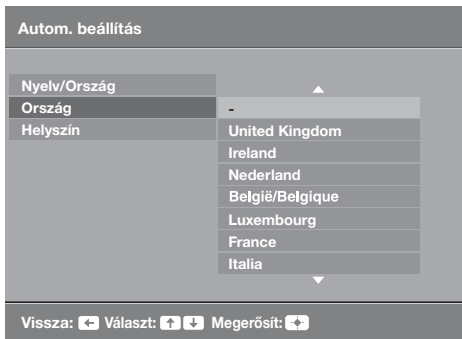 Autom. beállítás
Nyelv/Ország
Ország
Helyszín
-
United Kingdom
Ireland
Nederland
België/Belgique
Luxembourg
France
Italia
Vissza: Választ: Megerősít: